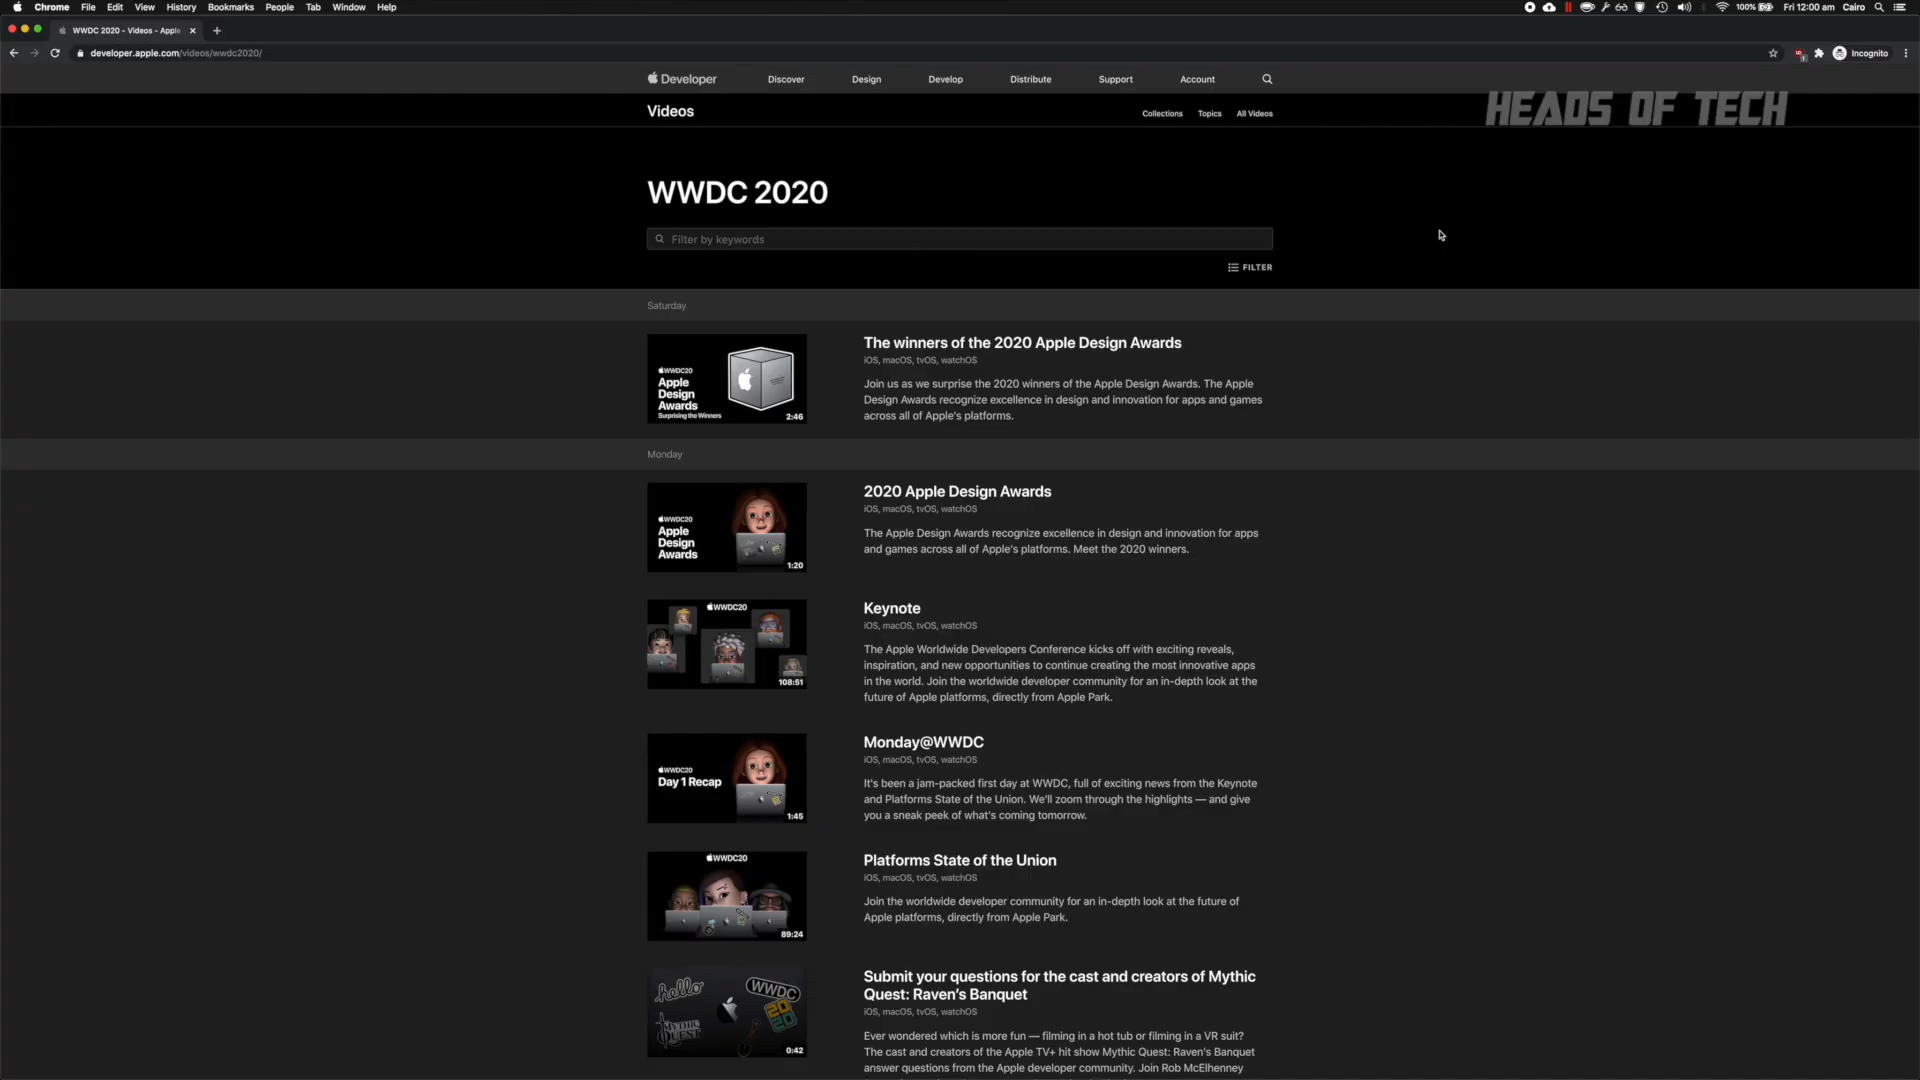 Chrome File Edit View History Bookmarks People Tab Window Help
100% Fri 12:00 am Cairo
WWDC 2020 - Videos - Apple
developer.apple.com/videos/wwdc2020/
Incognito
Developer Discover Design Develop Distribute Support Account
Videos
Collections Topics All Videos
HEADS OF TECH
WWDC 2020
Filter by keywords
FILTER
Saturday
WWDC20
Apple
Design
Awards
Surprising the Winners
2:46
The winners of the 2020 Apple Design Awards
iOS, macOS, tvOS, watchOS
Join us as we surprise the 2020 winners of the Apple Design Awards. The Apple
Design Awards recognize excellence in design and innovation for apps and games
across all of Apple's platforms.
Monday
WWDC20
Apple
Design
Awards
1:20
2020 Apple Design Awards
iOS, macOS, tvOS, watchOS
The Apple Design Awards recognize excellence in design and innovation for apps
and games across all of Apple's platforms. Meet the 2020 winners.
WWDC20
108:51
Keynote
iOS, macOS, tvOS, watchOS
The Apple Worldwide Developers Conference kicks off with exciting reveals,
inspiration, and new opportunities to continue creating the most innovative apps
in the world. Join the worldwide developer community for an in-depth look at the
future of Apple platforms, directly from Apple Park.
WWDC20
Day 1 Recap
1:45
Monday@WWDC
iOS, macOS, tvOS, watchOS
It's been a jam-packed first day at WWDC, full of exciting news from the Keynote
and Platforms State of the Union. We'll zoom through the highlights — and give
you a sneak peek of what's coming tomorrow.
WWDC20
89:24
Platforms State of the Union
iOS, macOS, tvOS, watchOS
Join the worldwide developer community for an in-depth look at the future of
Apple platforms, directly from Apple Park.
hello
WWDC
2020
MYTHIC
QUEST
0:42
Submit your questions for the cast and creators of Mythic
Quest: Raven's Banquet
iOS, macOS, tvOS, watchOS
Ever wondered which is more fun — filming in a hot tub or filming in a VR suit?
The cast and creators of the Apple TV+ hit show Mythic Quest: Raven's Banquet
answer questions from the Apple developer community. Join Rob McElhenney